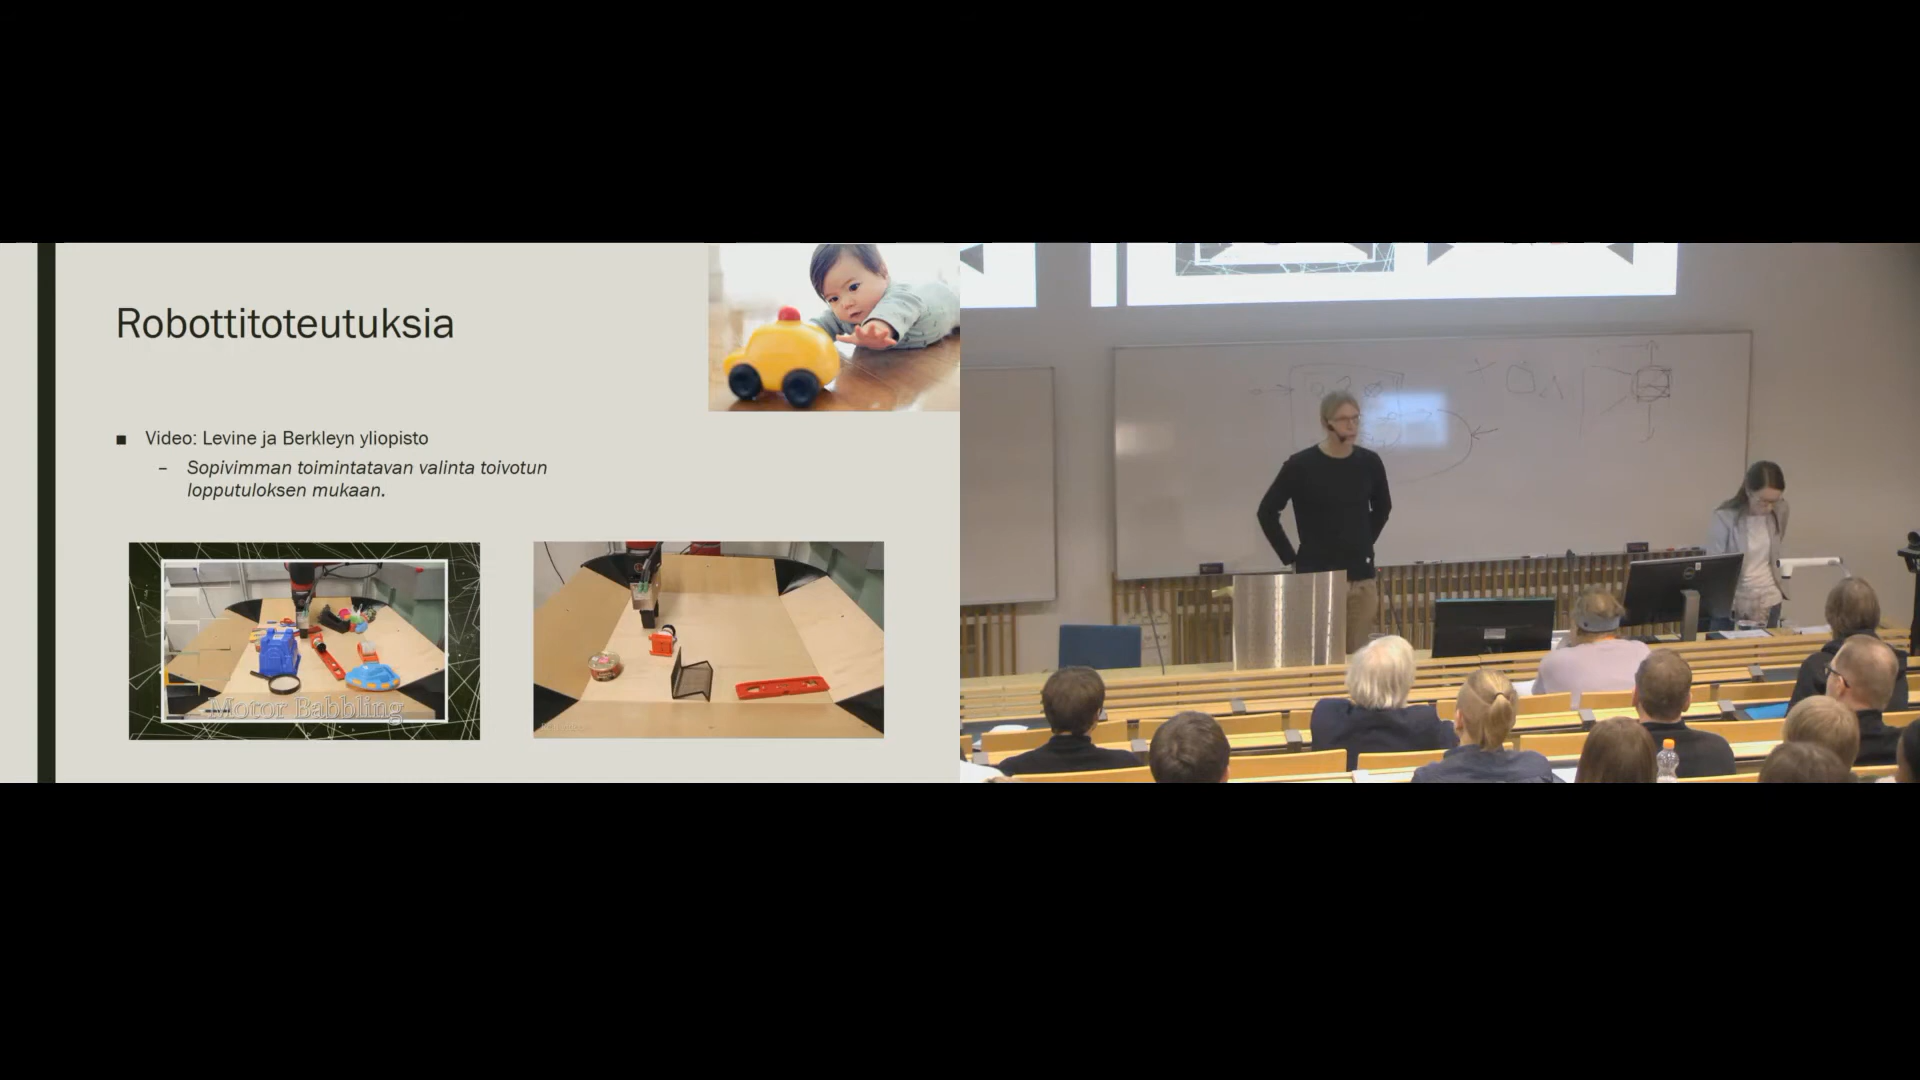 Robottitoteutuksia
■ Video: Levine ja Berkleyn yliopisto
– Sopivimman toimintatavan valinta toivotun
lopputuloksen mukaan.
Motor Babbling